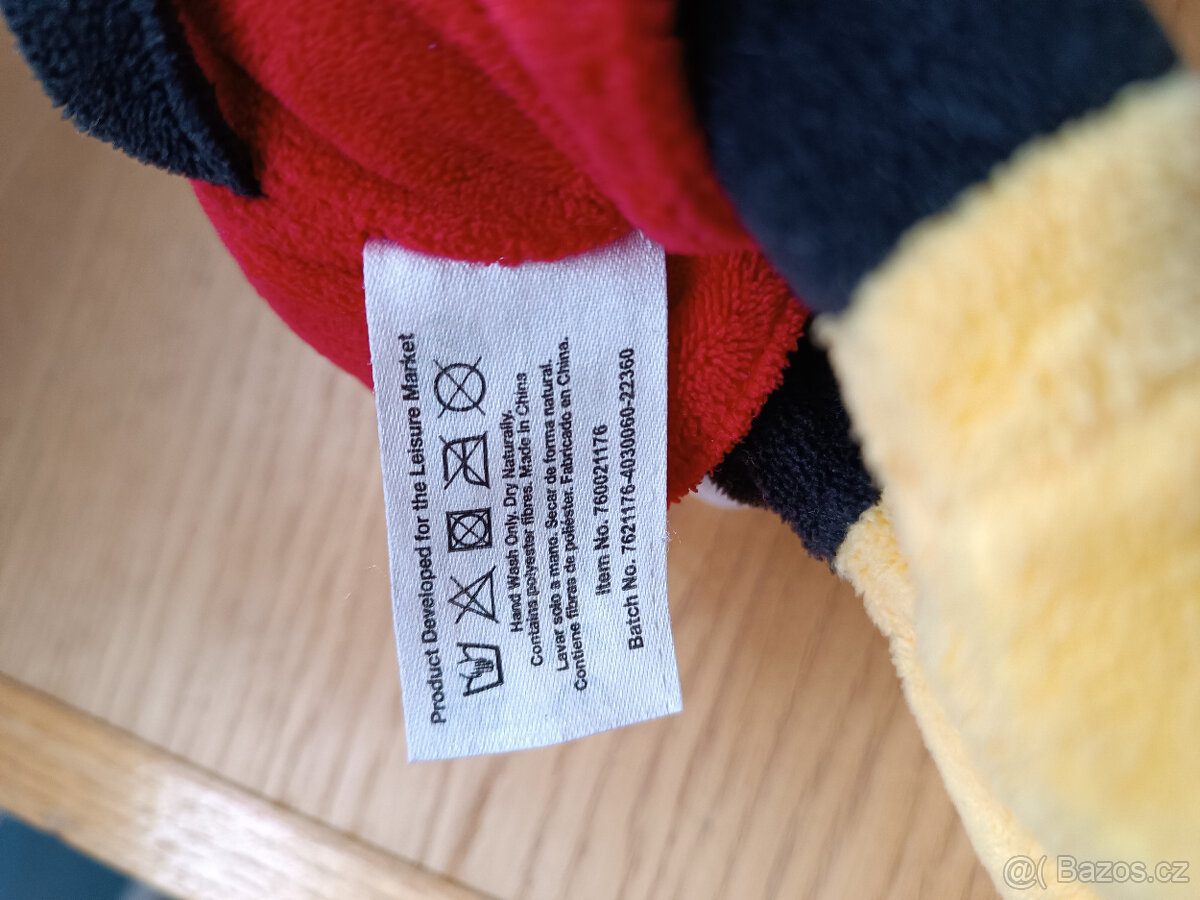 Product Developed for the Leisure Market
Hand Wash Only. Dry Naturally.
Contains polyester fibres. Made In China
Lavar solo a mano. Secar de forma natural.
Contiene fibras de poliéster. Fabricado en China.
Item No. 760021176
Batch No. 7621176-4030060-22360
@( Bazos.cz